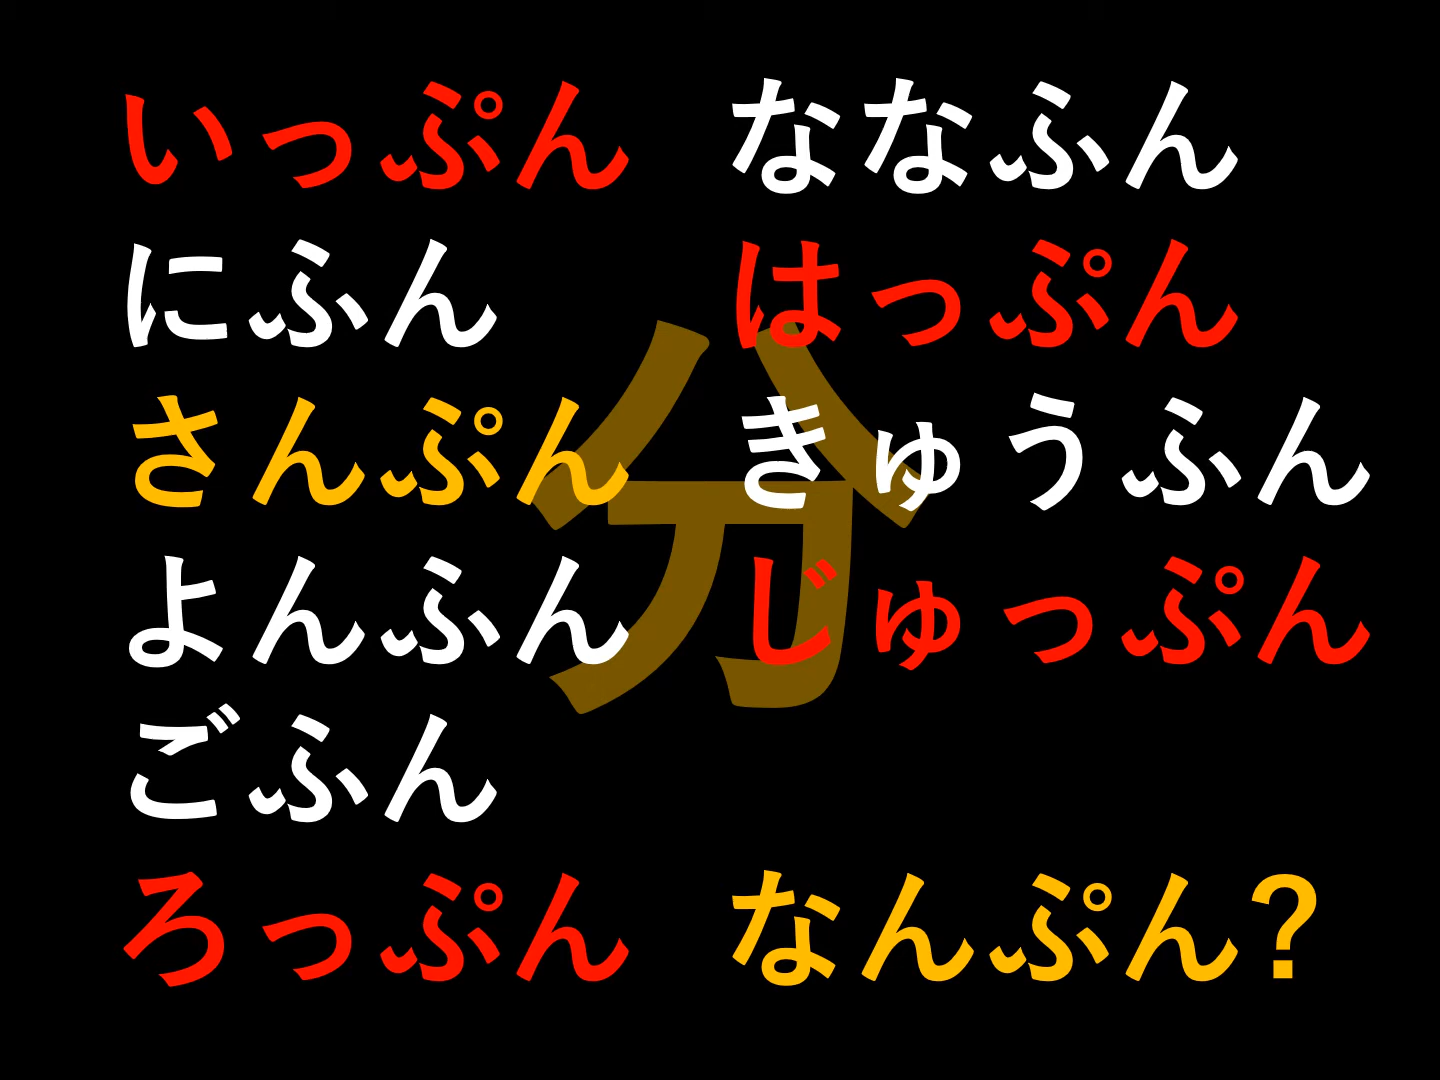 いっぷん
にふん
さんぷん
よんふん
ごふん
ろっぷん
ななふん
はっぷん
きゅうふん
じゅっぷん
なんぷん?
分